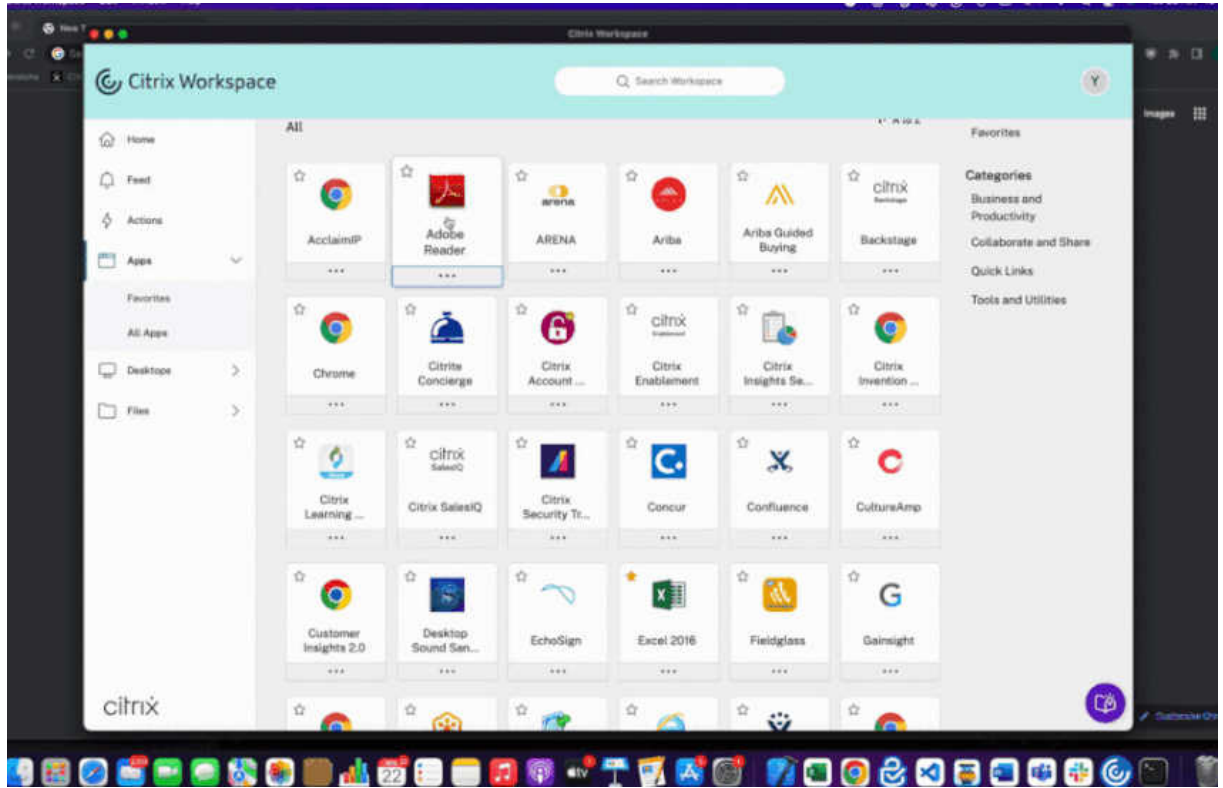 Citrix Workspace
Citrix Workspace
Search Workspace
Y
Images
Home
Feed
Actions
Apps
Favorites
All Apps
Desktops
Files
citrix
All
AcclaimIP
Adobe
Reader
arena
ARENA
Ariba
Ariba Guided
Buying
citrix
Backstage
Chrome
Citrite
Concierge
Citrix
Account ...
citrix
Citrix
Enablement
Citrix
Insights Se...
Citrix
Invention ...
Citrix
Learning ...
citrix
SalesIQ
Citrix SalesIQ
Citrix
Security Tr...
C.
Concur
Confluence
C
CultureAmp
Customer
Insights 2.0
S
Desktop
Sound San...
EchoSign
X
Excel 2016
Fieldglass
G
Gainsight
Favorites
Categories
Business and
Productivity
Collaborate and Share
Quick Links
Tools and Utilities
22
tv